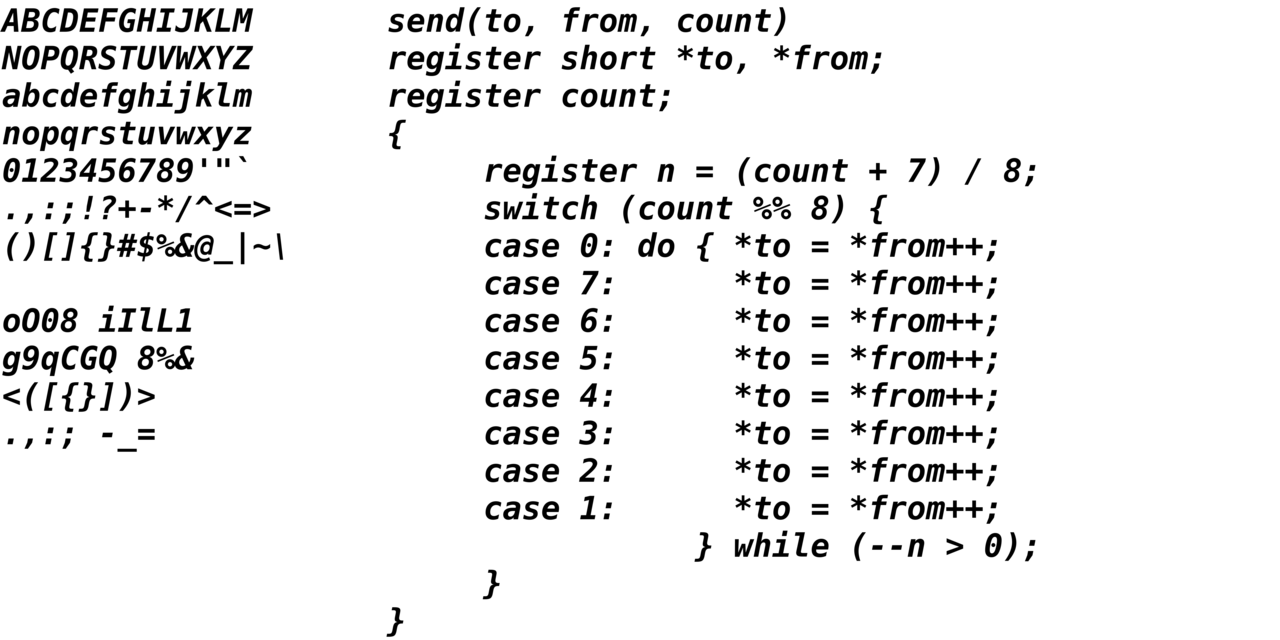 ABCDEFGHIJKLM
NOPQRSTUVWXYZ
abcdefghijklm
nopqrstuvwxyz
0123456789'"`
.,:;!?+-*/^<=>
()[]{}#$%&@_|~\
oO08 iIlL1
g9qCGQ 8%&
<([{}])>
.,:; -_=
send(to, from, count)
register short *to, *from;
register count;
{
     register n = (count + 7) / 8;
     switch (count %% 8) {
     case 0: do { *to = *from++;
     case 7:      *to = *from++;
     case 6:      *to = *from++;
     case 5:      *to = *from++;
     case 4:      *to = *from++;
     case 3:      *to = *from++;
     case 2:      *to = *from++;
     case 1:      *to = *from++;
                } while (--n > 0);
     }
}